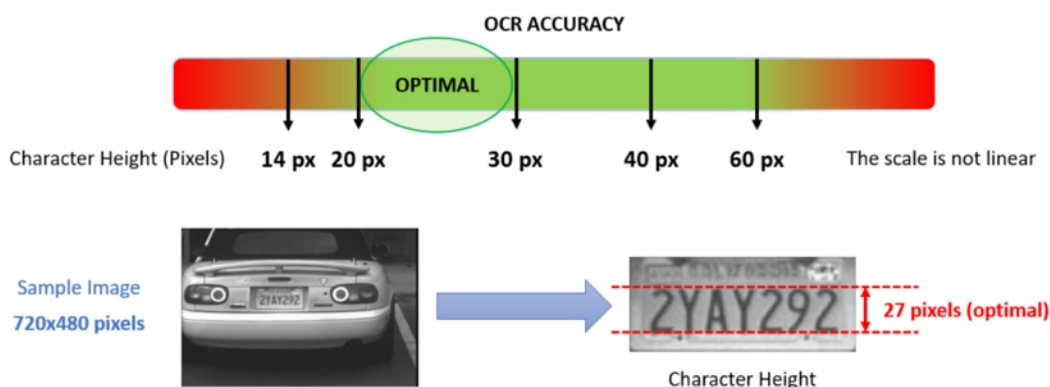 OCR ACCURACY
OPTIMAL
Character Height (Pixels) 14 px 20 px 30 px 40 px 60 px The scale is not linear
Sample Image
720x480 pixels
2YAY292
2YAY292
27 pixels (optimal)
Character Height